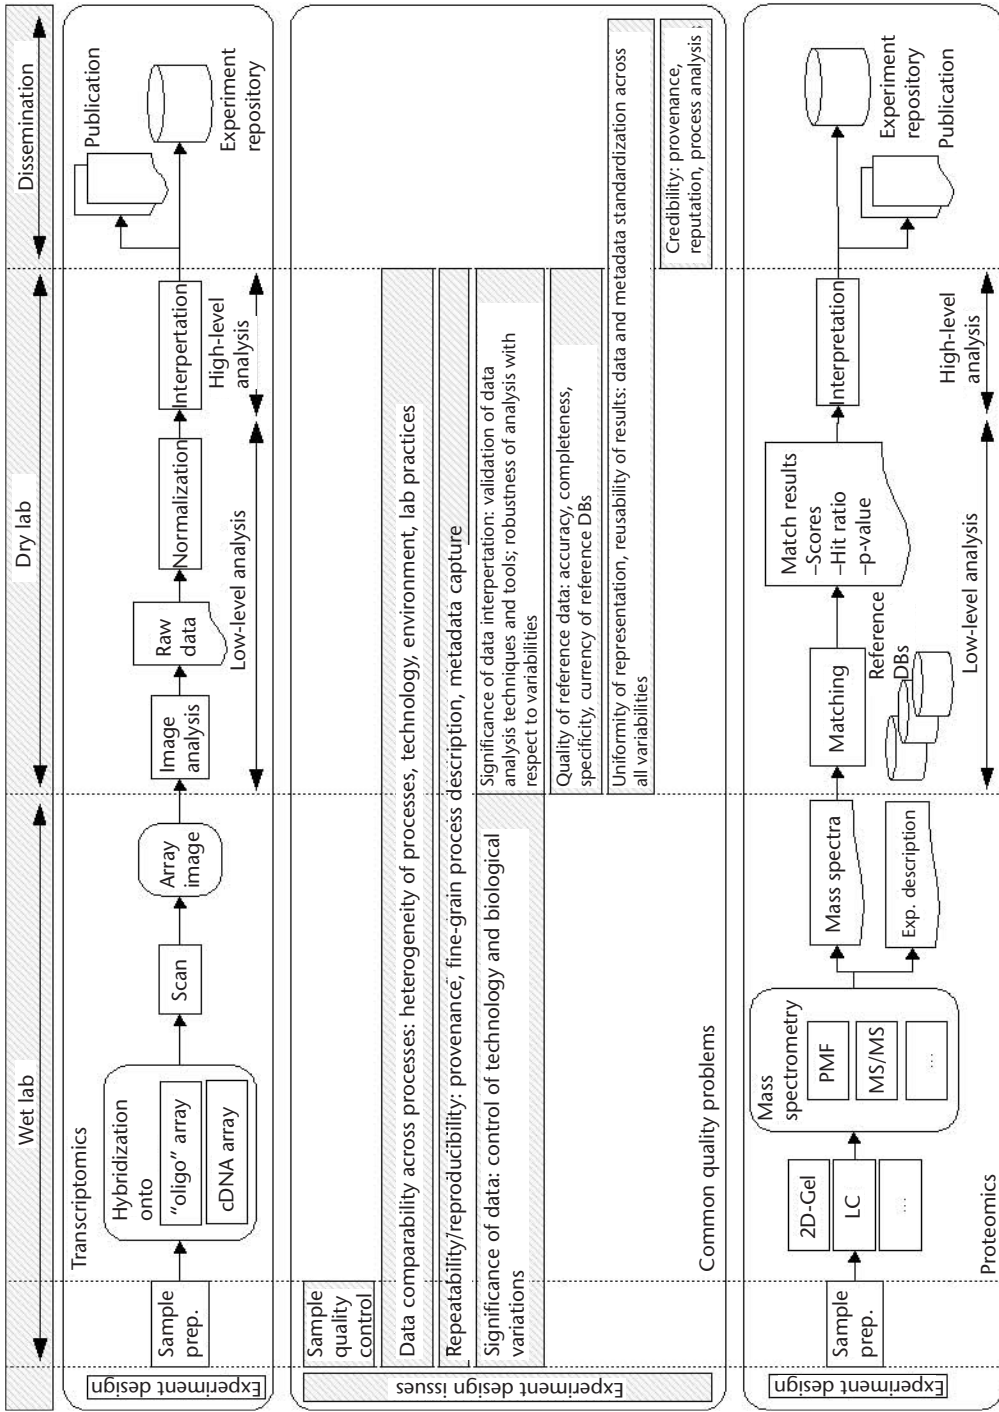 Wet lab
Dry lab
Dissemination
Transcriptomics
Experiment design
Sample
prep.
Hybridization
onto
“oligo” array
cDNA array
Scan
Array
image
Image
analysis
Raw
data
Normalization
Interpertation
Low-level analysis
High-level
analysis
Publication
Experiment
repository
Experiment design issues
Sample
quality
control
Data comparability across processes: heterogeneity of processes, technology, environment, lab practices
Repeatability/reproducibility: provenance, fine-grain process description, metadata capture
Significance of data: control of technology and biological
variations
Significance of data interpertation: validation of data
analysis techniques and tools; robustness of analysis with
respect to variabilities
Quality of reference data: accuracy, completeness,
specificity, currency of reference DBs
Uniformity of representation, reusability of results: data and metadata standardization across
all variabilities
Credibility: provenance,
reputation, process analysis ;
Common quality problems
Experiment design
Sample
prep.
2D-Gel
LC
...
Mass
spectrometry
PMF
MS/MS
...
Mass spectra
Exp. description
Matching
Reference
DBs
Match results
–Scores
–Hit ratio
–p-value
Interpretation
Low-level analysis
High-level
analysis
Experiment
repository
Publication
Proteomics